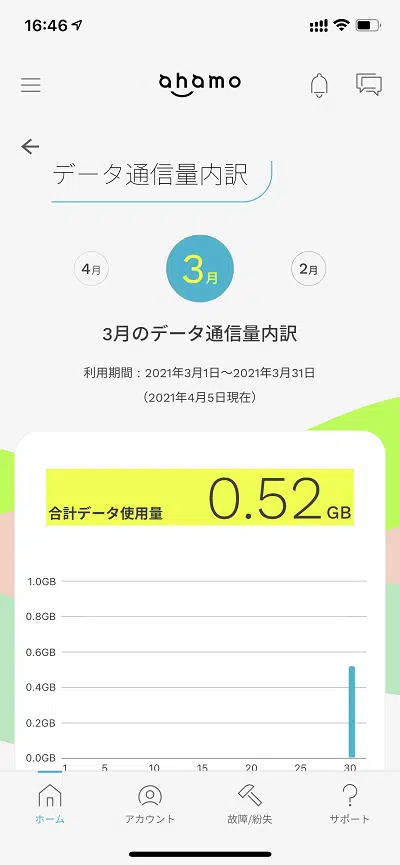 16:46
ahamo
データ通信量内訳
4月 3月 2月
3月のデータ通信量内訳
利用期間：2021年3月1日～2021年3月31日
（2021年4月5日現在）
合計データ使用量 0.52 GB
1.0GB
0.8GB
0.6GB
0.4GB
0.2GB
0.0GB
1 5 10 15 20 25 30
ホーム アカウント 故障/紛失 サポート